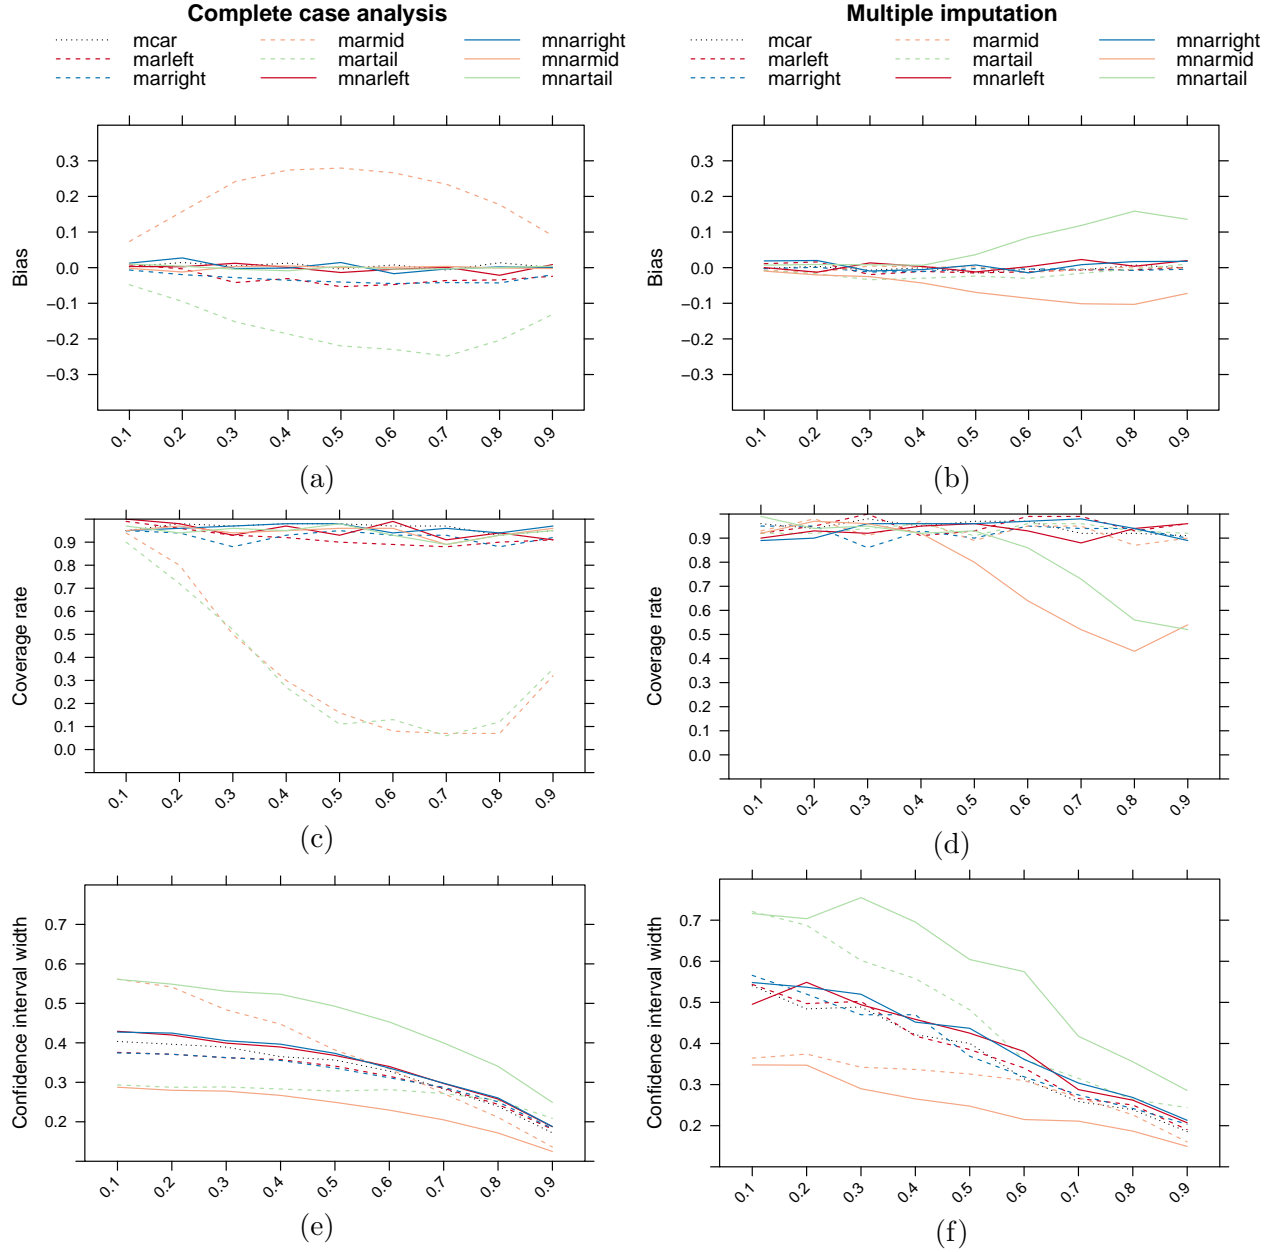 Complete case analysis
mcar marmid mnarright
marleft martail mnarmid
marright mnarleft mnartail
Multiple imputation
mcar marmid mnarright
marleft martail mnarmid
marright mnarleft mnartail
Bias
0.3
0.2
0.1
0.0
−0.1
−0.2
−0.3
0.1 0.2 0.3 0.4 0.5 0.6 0.7 0.8 0.9
(a)
Bias
0.3
0.2
0.1
0.0
−0.1
−0.2
−0.3
0.1 0.2 0.3 0.4 0.5 0.6 0.7 0.8 0.9
(b)
Coverage rate
0.9
0.8
0.7
0.6
0.5
0.4
0.3
0.2
0.1
0.0
0.1 0.2 0.3 0.4 0.5 0.6 0.7 0.8 0.9
(c)
Coverage rate
0.9
0.8
0.7
0.6
0.5
0.4
0.3
0.2
0.1
0.0
0.1 0.2 0.3 0.4 0.5 0.6 0.7 0.8 0.9
(d)
Confidence interval width
0.7
0.6
0.5
0.4
0.3
0.2
0.1 0.2 0.3 0.4 0.5 0.6 0.7 0.8 0.9
(e)
Confidence interval width
0.7
0.6
0.5
0.4
0.3
0.2
0.1 0.2 0.3 0.4 0.5 0.6 0.7 0.8 0.9
(f)